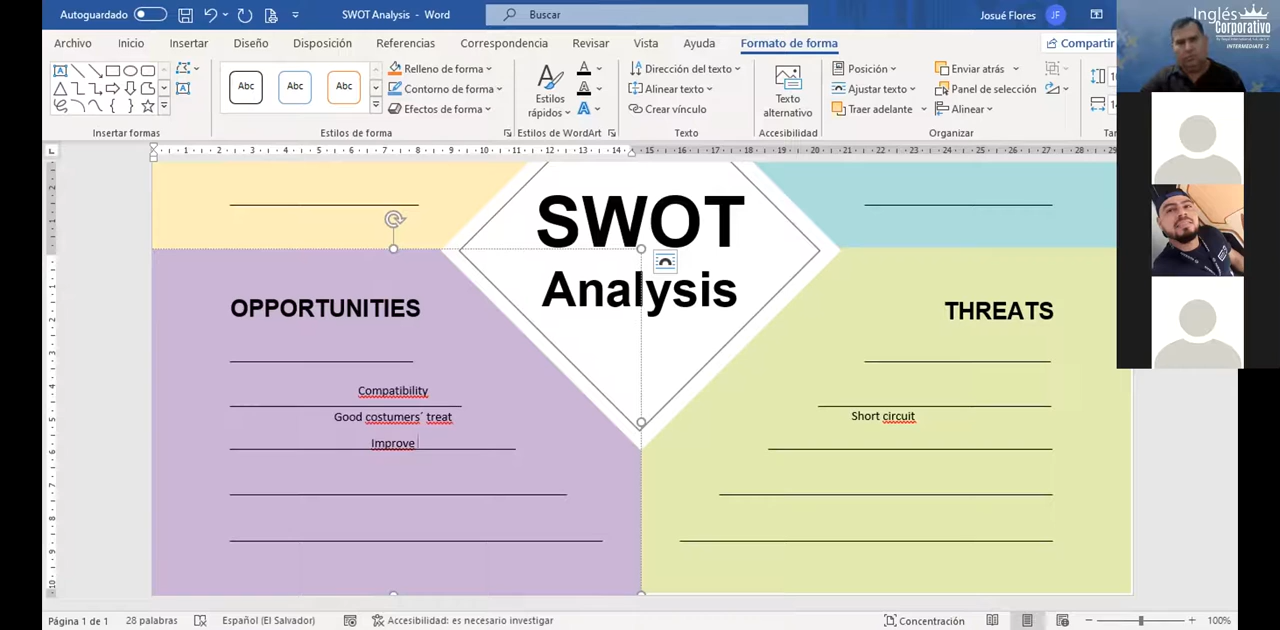 Autoguardado
SWOT Analysis - Word
Buscar
Josué Flores
JF
Archivo
Inicio
Insertar
Diseño
Disposición
Referencias
Correspondencia
Revisar
Vista
Ayuda
Formato de forma
Compartir
Inglés
Corporativo
INTERMEDIATE 2
Abc
Abc
Abc
Relleno de forma
Contorno de forma
Efectos de forma
Estilos
rápidos
Dirección del texto
Alinear texto
Crear vínculo
Texto
alternativo
Posición
Ajustar texto
Traer adelante
Enviar atrás
Panel de selección
Alinear
Insertar formas
Estilos de forma
Estilos de WordArt
Texto
Accesibilidad
Organizar
SWOT
Analysis
OPPORTUNITIES
Compatibility
Good costumers´ treat
Improve
THREATS
Short circuit
Página 1 de 1
28 palabras
Español (El Salvador)
Accesibilidad: es necesario investigar
Concentración
100%